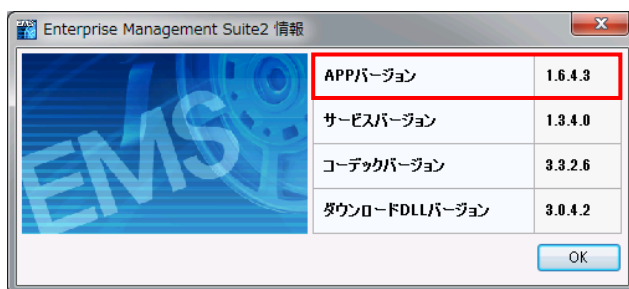 Enterprise Management Suite2 情報
EMS
APPバージョン 1.6.4.3
サービスバージョン 1.3.4.0
コーデックバージョン 3.3.2.6
ダウンロードDLLバージョン 3.0.4.2
OK